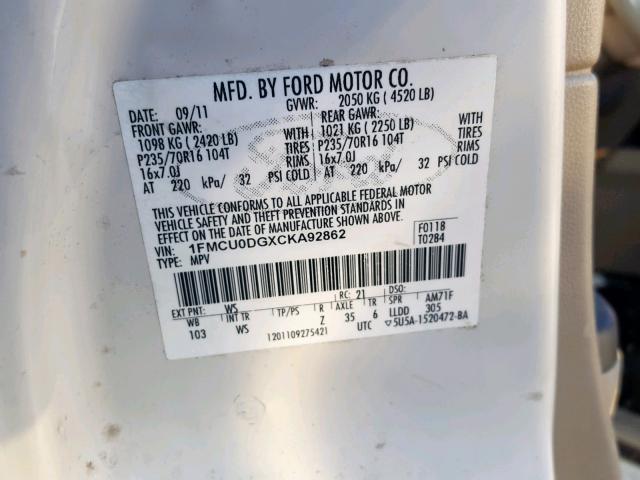 MFD. BY FORD MOTOR CO.
DATE: 09/11 GVWR: 2050 KG ( 4520 LB)
FRONT GAWR: REAR GAWR:
1098 KG ( 2420 LB) WITH 1021 KG ( 2250 LB) WITH
P235/70R16 104T TIRES P235/70R16 104T TIRES
16x7.0J RIMS 16x7.0J RIMS
AT 220 kPa/ 32 PSI COLD AT 220 kPa/ 32 PSI COLD
THIS VEHICLE CONFORMS TO ALL APPLICABLE FEDERAL MOTOR
VEHICLE SAFETY AND THEFT PREVENTION STANDARDS IN
EFFECT ON THE DATE OF MANUFACTURE SHOWN ABOVE.
VIN: 1FMCU0DGXCKA92862 F0118
TYPE: MPV T0284
EXT PNT: WS RC: 21 DSO:
WB INT TR TP/PS R AXLE TR SPR AM71F
103 WS Z 35 6 LLDD 305
1201109275421 UTC ▽5U5A-1520472-BA